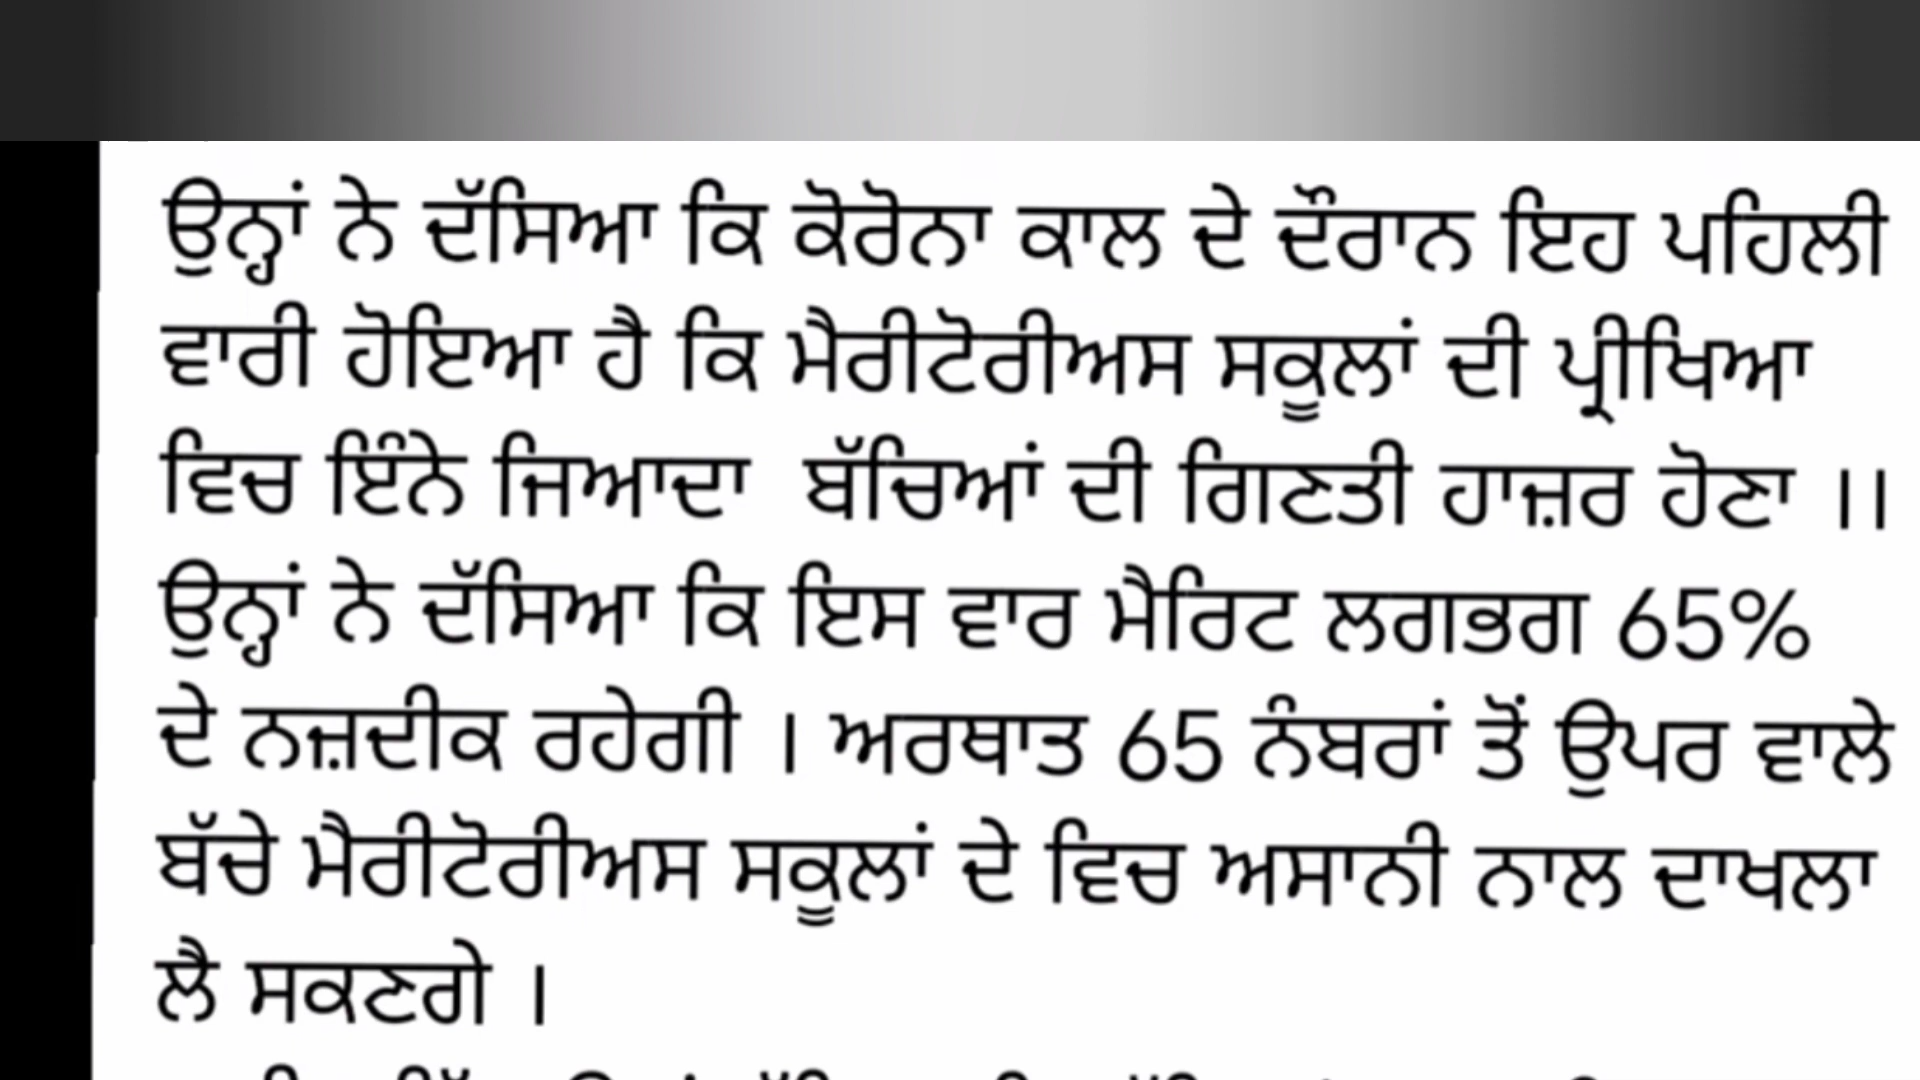 ਉਨ੍ਹਾਂ ਨੇ ਦੱਸਿਆ ਕਿ ਕੋਰੋਨਾ ਕਾਲ ਦੇ ਦੌਰਾਨ ਇਹ ਪਹਿਲੀ
ਵਾਰੀ ਹੋਇਆ ਹੈ ਕਿ ਮੈਰੀਟੋਰੀਅਸ ਸਕੂਲਾਂ ਦੀ ਪ੍ਰੀਖਿਆ
ਵਿਚ ਇੰਨੇ ਜਿਆਦਾ ਬੱਚਿਆਂ ਦੀ ਗਿਣਤੀ ਹਾਜ਼ਰ ਹੋਣਾ ।।
ਉਨ੍ਹਾਂ ਨੇ ਦੱਸਿਆ ਕਿ ਇਸ ਵਾਰ ਮੈਰਿਟ ਲਗਭਗ 65%
ਦੇ ਨਜ਼ਦੀਕ ਰਹੇਗੀ । ਅਰਥਾਤ 65 ਨੰਬਰਾਂ ਤੋਂ ਉਪਰ ਵਾਲੇ
ਬੱਚੇ ਮੈਰੀਟੋਰੀਅਸ ਸਕੂਲਾਂ ਦੇ ਵਿਚ ਅਸਾਨੀ ਨਾਲ ਦਾਖਲਾ
ਲੈ ਸਕਣਗੇ ।